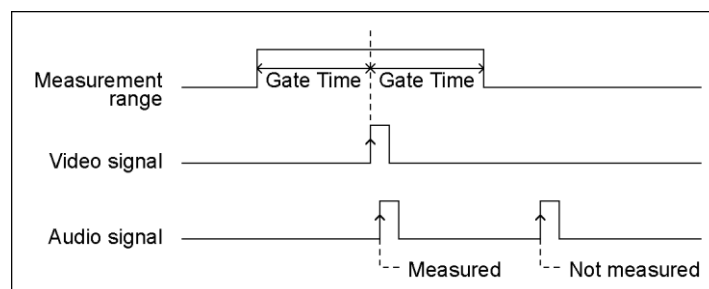 Measurement
range
Gate Time
Gate Time
Video signal
Audio signal
Measured
Not measured